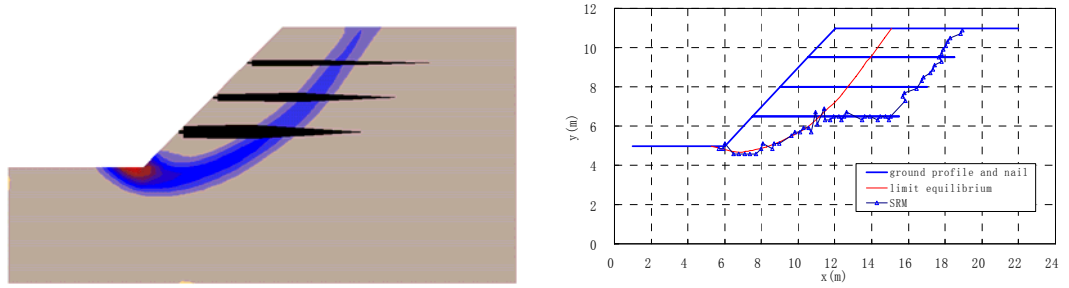 12
10
8
6
4
2
0
y(m)
ground profile and nail
limit equilibrium
SRM
0 2 4 6 8 10 12 14 16 18 20 22 24
x(m)